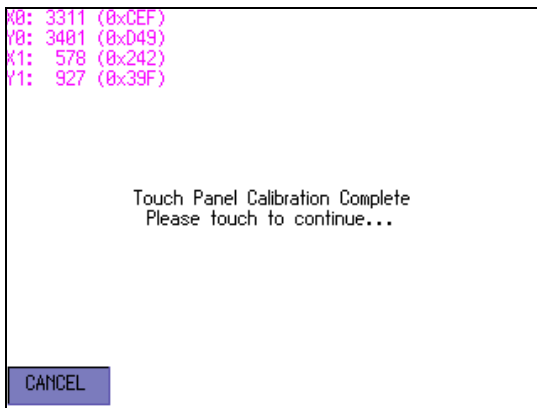 X0: 3311 (0xCEF)
Y0: 3401 (0xD49)
X1: 578 (0x242)
Y1: 927 (0x39F)
Touch Panel Calibration Complete
Please touch to continue...
CANCEL